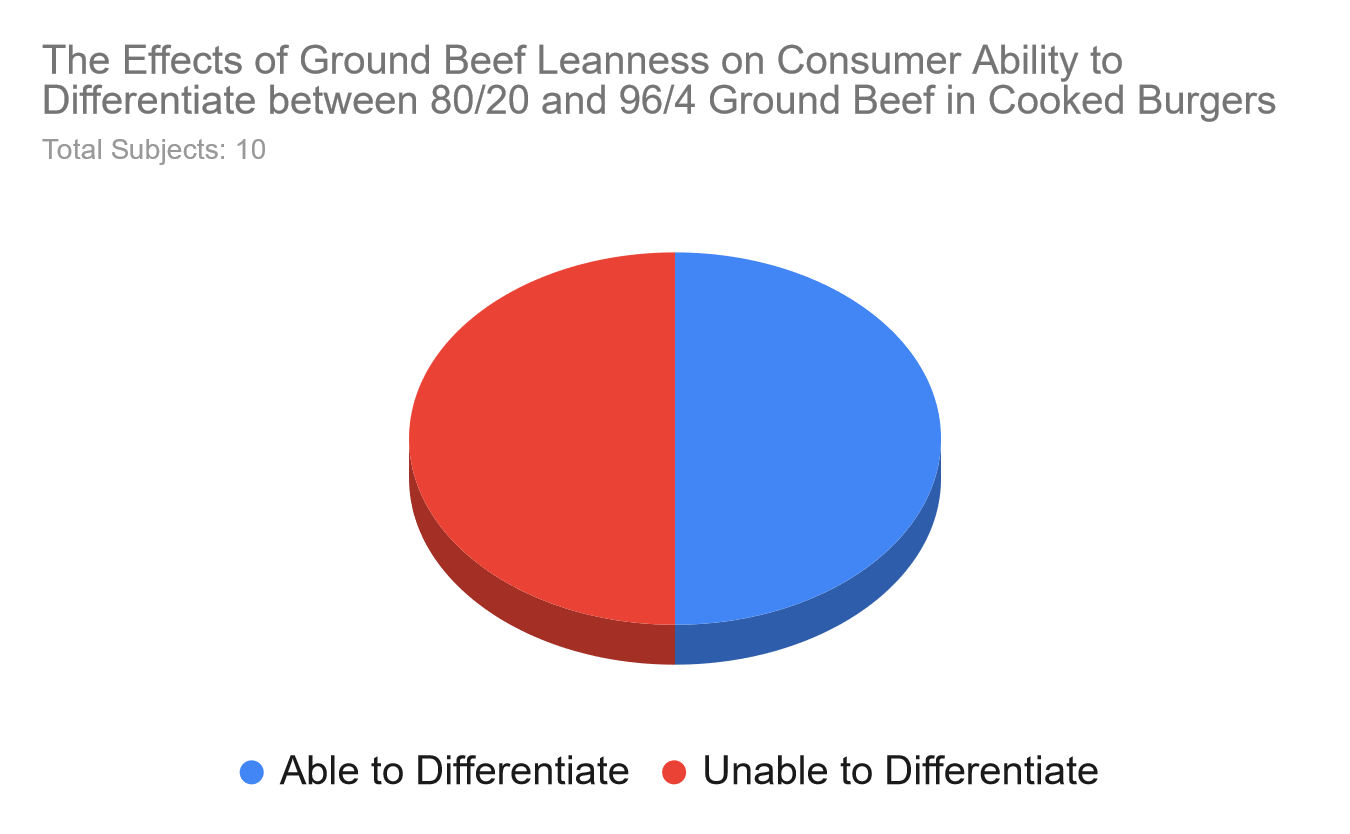 The Effects of Ground Beef Leanness on Consumer Ability to
Differentiate between 80/20 and 96/4 Ground Beef in Cooked Burgers
Total Subjects: 10
Able to Differentiate
Unable to Differentiate